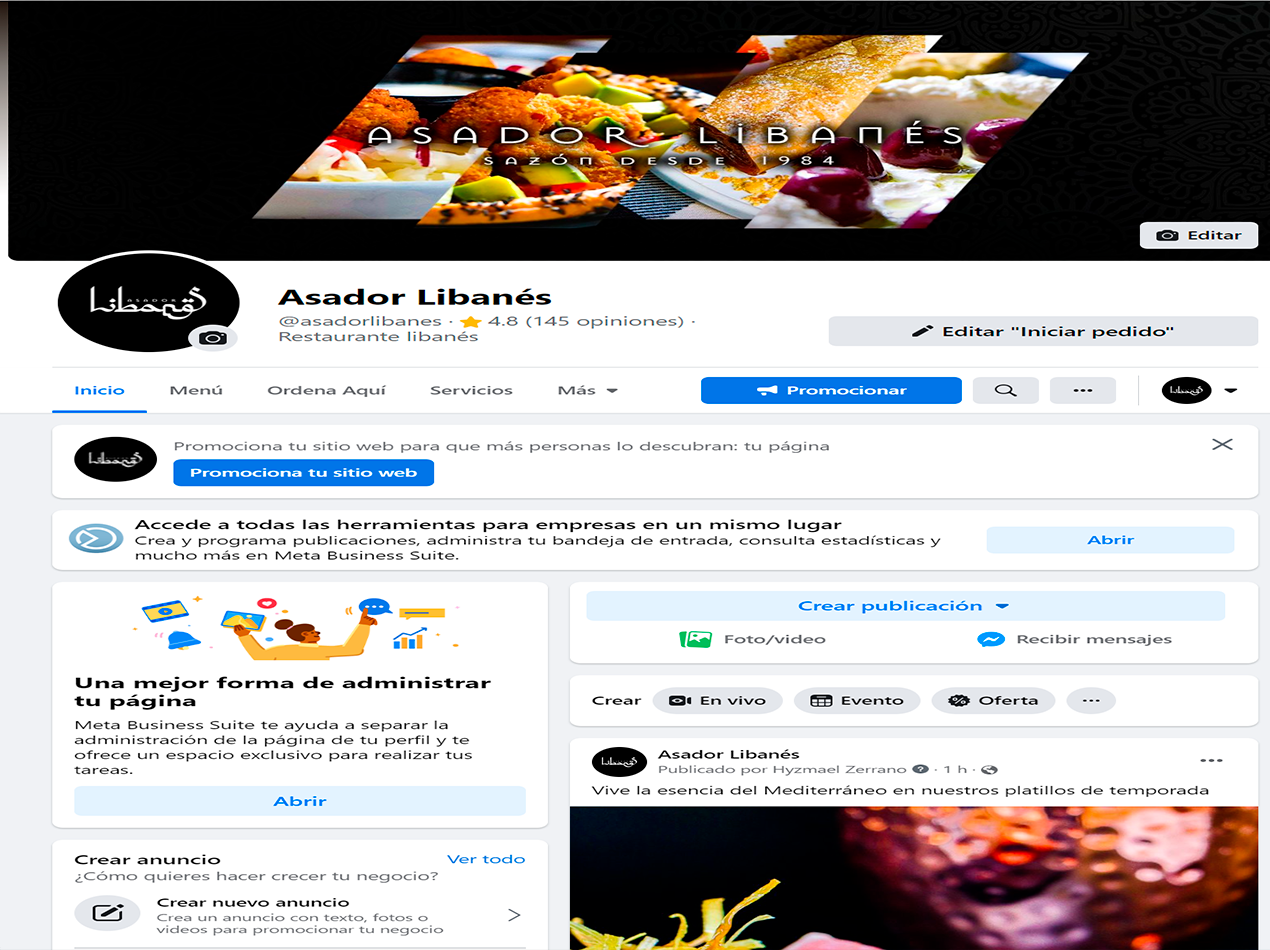 ASADOR LIBANÉS
SAZÓN DESDE 1984
Editar
ASADOR
Libanés
Asador Libanés
@asadorlibanes · 4.8 (145 opiniones) ·
Restaurante libanés
Editar "Iniciar pedido"
Inicio
Menú
Ordena Aquí
Servicios
Más
Promocionar
Promociona tu sitio web para que más personas lo descubran: tu página
Promociona tu sitio web
Accede a todas las herramientas para empresas en un mismo lugar
Crea y programa publicaciones, administra tu bandeja de entrada, consulta estadísticas y
mucho más en Meta Business Suite.
Abrir
Una mejor forma de administrar
tu página
Meta Business Suite te ayuda a separar la
administración de la página de tu perfil y te
ofrece un espacio exclusivo para realizar tus
tareas.
Abrir
Crear anuncio
Ver todo
¿Cómo quieres hacer crecer tu negocio?
Crear nuevo anuncio
Crea un anuncio con texto, fotos o
videos para promocionar tu negocio
Crear publicación
Foto/video
Recibir mensajes
Crear
En vivo
Evento
Oferta
Asador Libanés
Publicado por Hyzmael Zerrano · 1 h ·
Vive la esencia del Mediterráneo en nuestros platillos de temporada